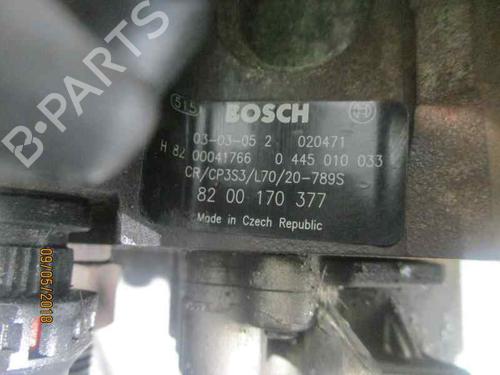 515 BOSCH
03-03-05 2 020471
H 82 00041766 0 445 010 033
CR/CP3S3/L70/20-789S
82 00 170 377
Made in Czech Republic
09/05/2018